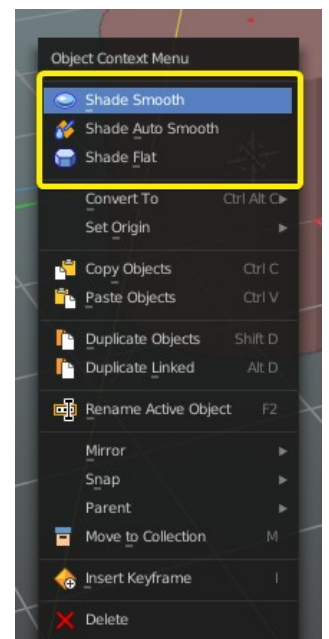 Object Context Menu
Shade Smooth
Shade Auto Smooth
Shade Flat
Convert To Ctrl Alt C▸
Set Origin ▸
Copy Objects Ctrl C
Paste Objects Ctrl V
Duplicate Objects Shift D
Duplicate Linked Alt D
Rename Active Object F2
Mirror ▸
Snap ▸
Parent ▸
Move to Collection M
Insert Keyframe I
Delete